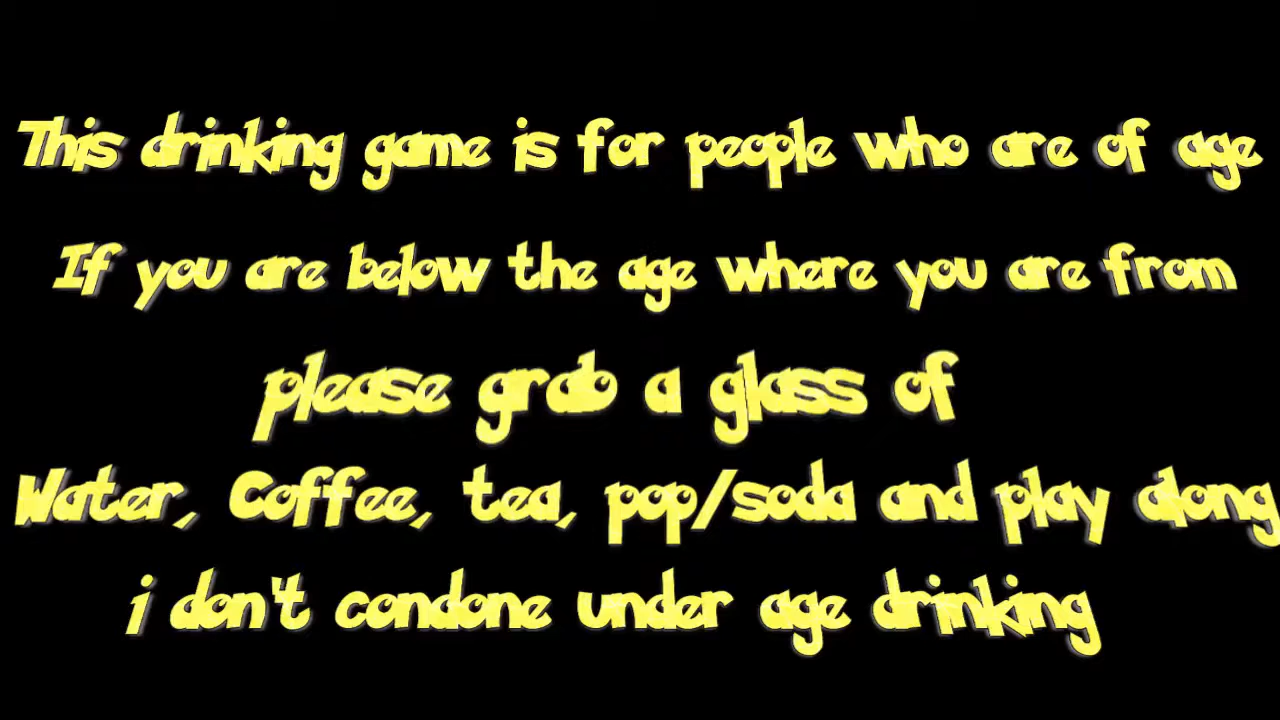 This drinking game is for people who are of age
If you are below the age where you are from
please grab a glass of
Water, Coffee, tea, pop/soda and play along
i don't condone under age drinking